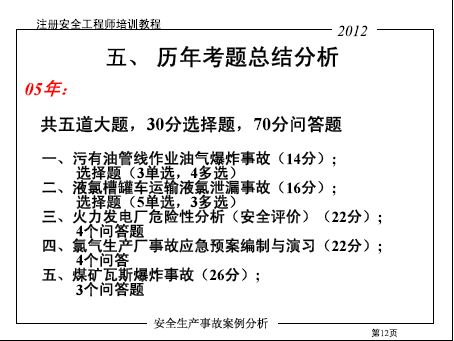 注册安全工程师培训教程
2012
五、 历年考题总结分析
05年：
共五道大题，30分选择题，70分问答题
一、污有油管线作业油气爆炸事故（14分）；
选择题（3单选，4多选）
二、液氯槽罐车运输液氯泄漏事故（16分）；
选择题（5单选，3多选）
三、火力发电厂危险性分析（安全评价）（22分）；
4个问答题
四、氯气生产厂事故应急预案编制与演习（22分）；
4个问答
五、煤矿瓦斯爆炸事故（26分）；
3个问答题
安全生产事故案例分析
第12页